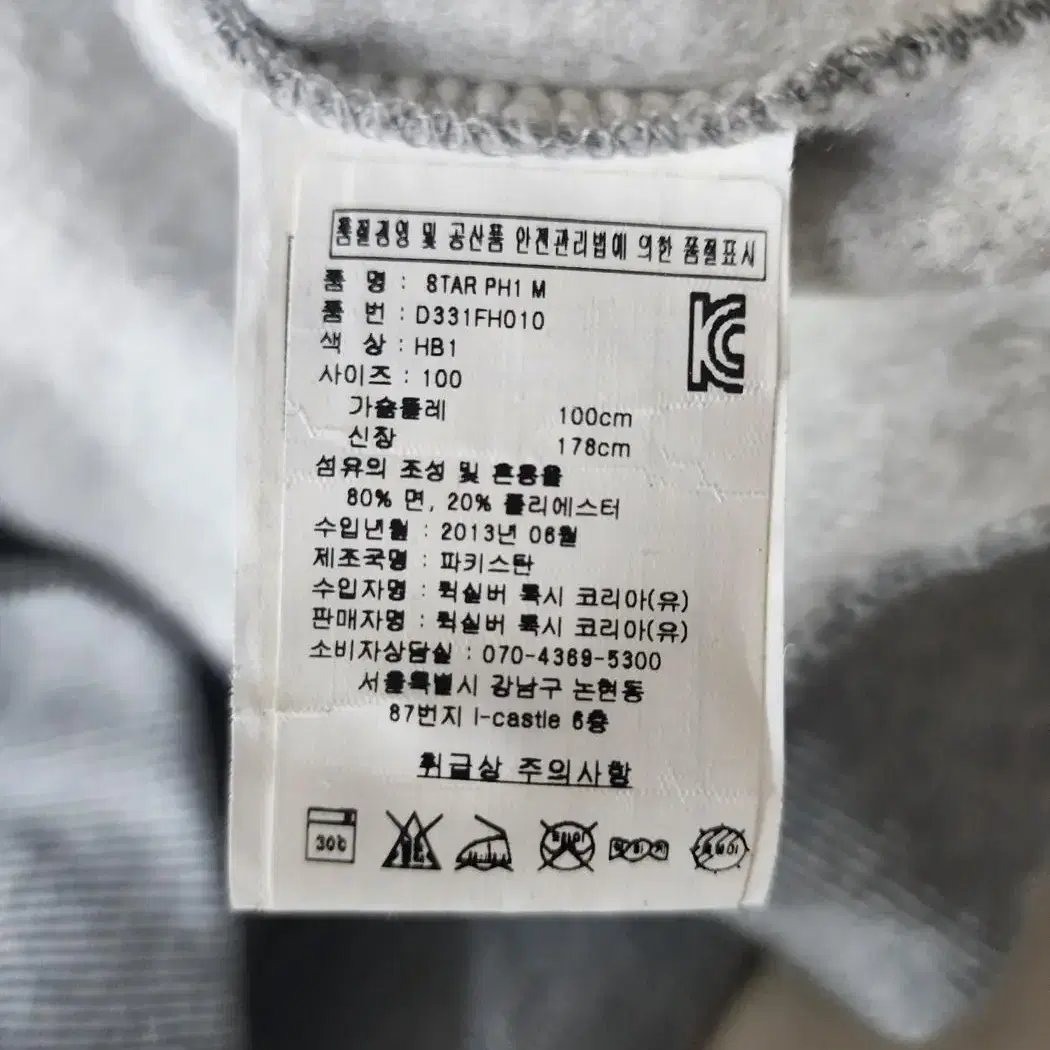 품질경영 및 공산품 안전관리법에 의한 품질표시
품 명 : 8TAR PH1 M
품 번 : D331FH010
색 상 : HB1
사이즈 : 100
가슴둘레 100cm
신장 178cm
섬유의 조성 및 혼용율
80% 면, 20% 폴리에스터
수입년월 : 2013년 06월
제조국명 : 파키스탄
수입자명 : 퀵실버 록시 코리아(유)
판매자명 : 퀵실버 록시 코리아(유)
소비자상담실 : 070-4369-5300
서울특별시 강남구 논현동
87번지 I-castle 6층
취급상 주의사항